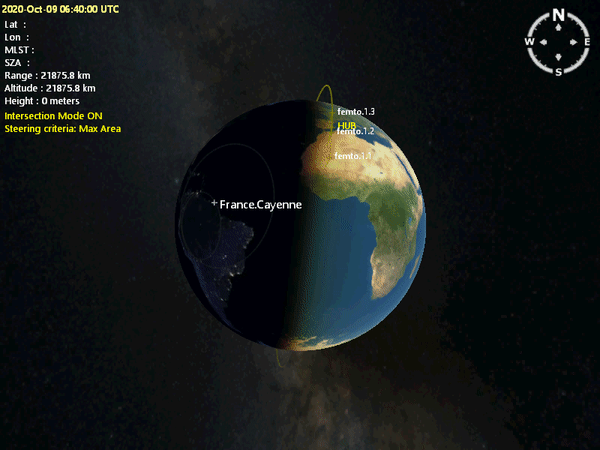 2020-Oct-09 06:40:00 UTC
Lat :
Lon :
MLST :
SZA :
Range : 21875.8 km
Altitude : 21875.8 km
Height : 0 meters
Intersection Mode ON
Steering criteria: Max Area
N
W E
S
femto.1.3
HUB
femto.1.2
femto.1.1
France.Cayenne